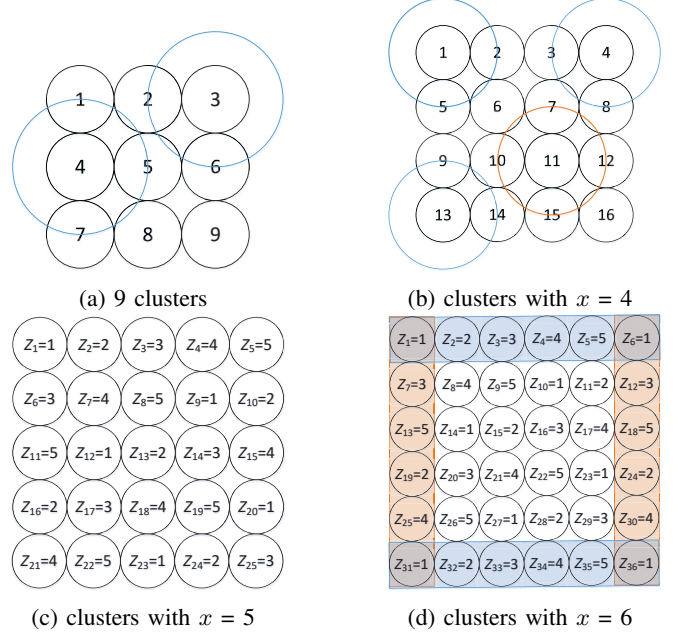 1 2 3
4 5 6
7 8 9
(a) 9 clusters
1 2 3 4
5 6 7 8
9 10 11 12
13 14 15 16
(b) clusters with x = 4
Z1=1 Z2=2 Z3=3 Z4=4 Z5=5
Z6=3 Z7=4 Z8=5 Z9=1 Z10=2
Z11=5 Z12=1 Z13=2 Z14=3 Z15=4
Z16=2 Z17=3 Z18=4 Z19=5 Z20=1
Z21=4 Z22=5 Z23=1 Z24=2 Z25=3
(c) clusters with x = 5
Z1=1 Z2=2 Z3=3 Z4=4 Z5=5 Z6=1
Z7=3 Z8=4 Z9=5 Z10=1 Z11=2 Z12=3
Z13=5 Z14=1 Z15=2 Z16=3 Z17=4 Z18=5
Z19=2 Z20=3 Z21=4 Z22=5 Z23=1 Z24=2
Z25=4 Z26=5 Z27=1 Z28=2 Z29=3 Z30=4
Z31=1 Z32=2 Z33=3 Z34=4 Z35=5 Z36=1
(d) clusters with x = 6